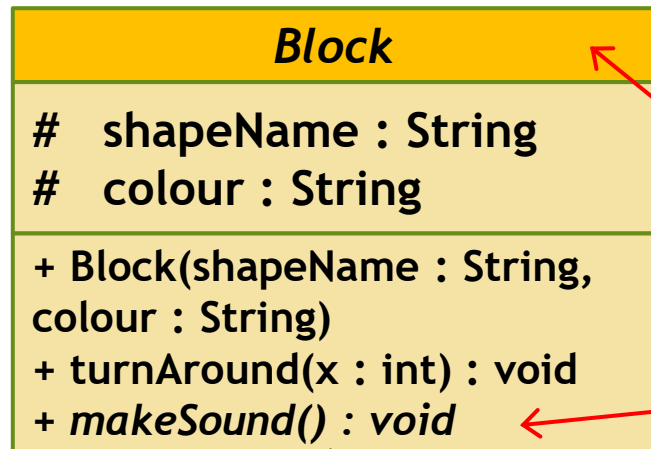 Block
# shapeName : String
# colour : String
+ Block(shapeName : String,
colour : String)
+ turnAround(x : int) : void
+ makeSound() : void